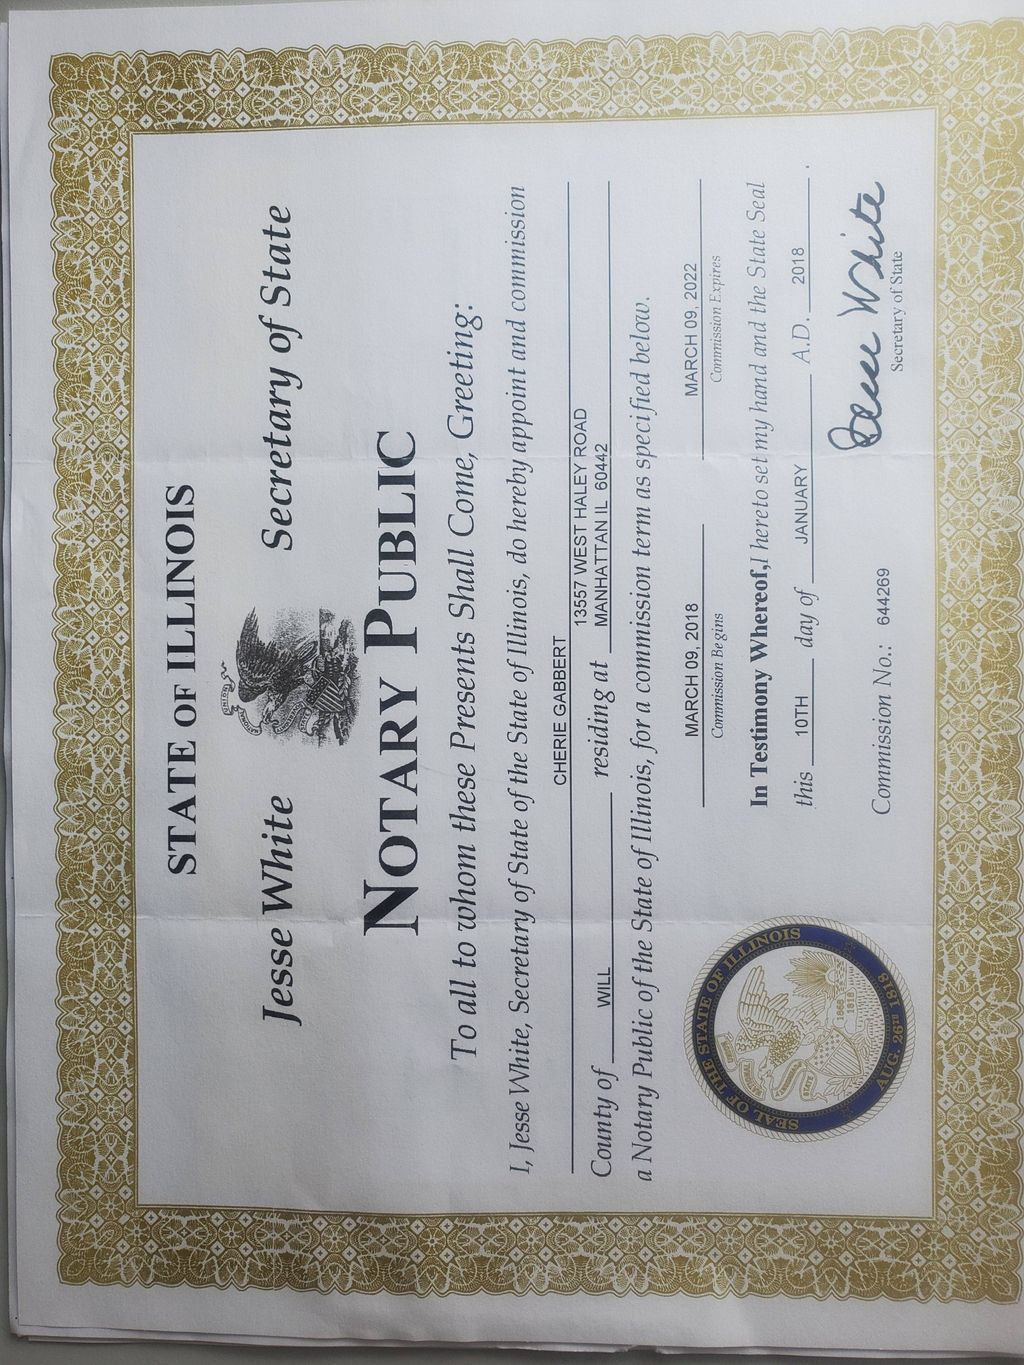 STATE OF ILLINOIS
Jesse White Secretary of State
NOTARY PUBLIC
To all to whom these Presents Shall Come, Greeting:
I, Jesse White, Secretary of State of the State of Illinois, do hereby appoint and commission
CHERIE GABBERT
13557 WEST HALEY ROAD
County of WILL residing at MANHATTAN IL 60442
a Notary Public of the State of Illinois, for a commission term as specified below.
MARCH 09, 2018 MARCH 09, 2022
Commission Begins Commission Expires
In Testimony Whereof, I hereto set my hand and the State Seal
this 10TH day of JANUARY A.D. 2018.
Jesse White
Commission No.: 644269 Secretary of State
SEAL OF THE STATE OF ILLINOIS
AUG. 26TH 1818